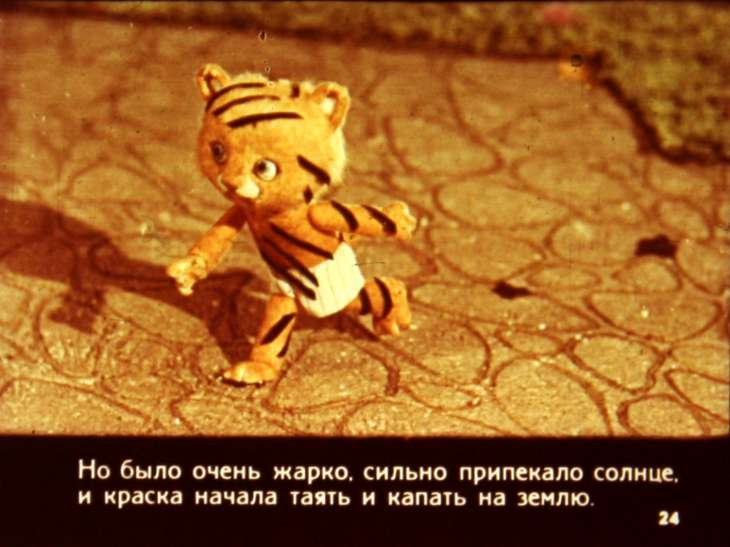 Но было очень жарко, сильно припекало солнце,
и краска начала таять и капать на землю.
24